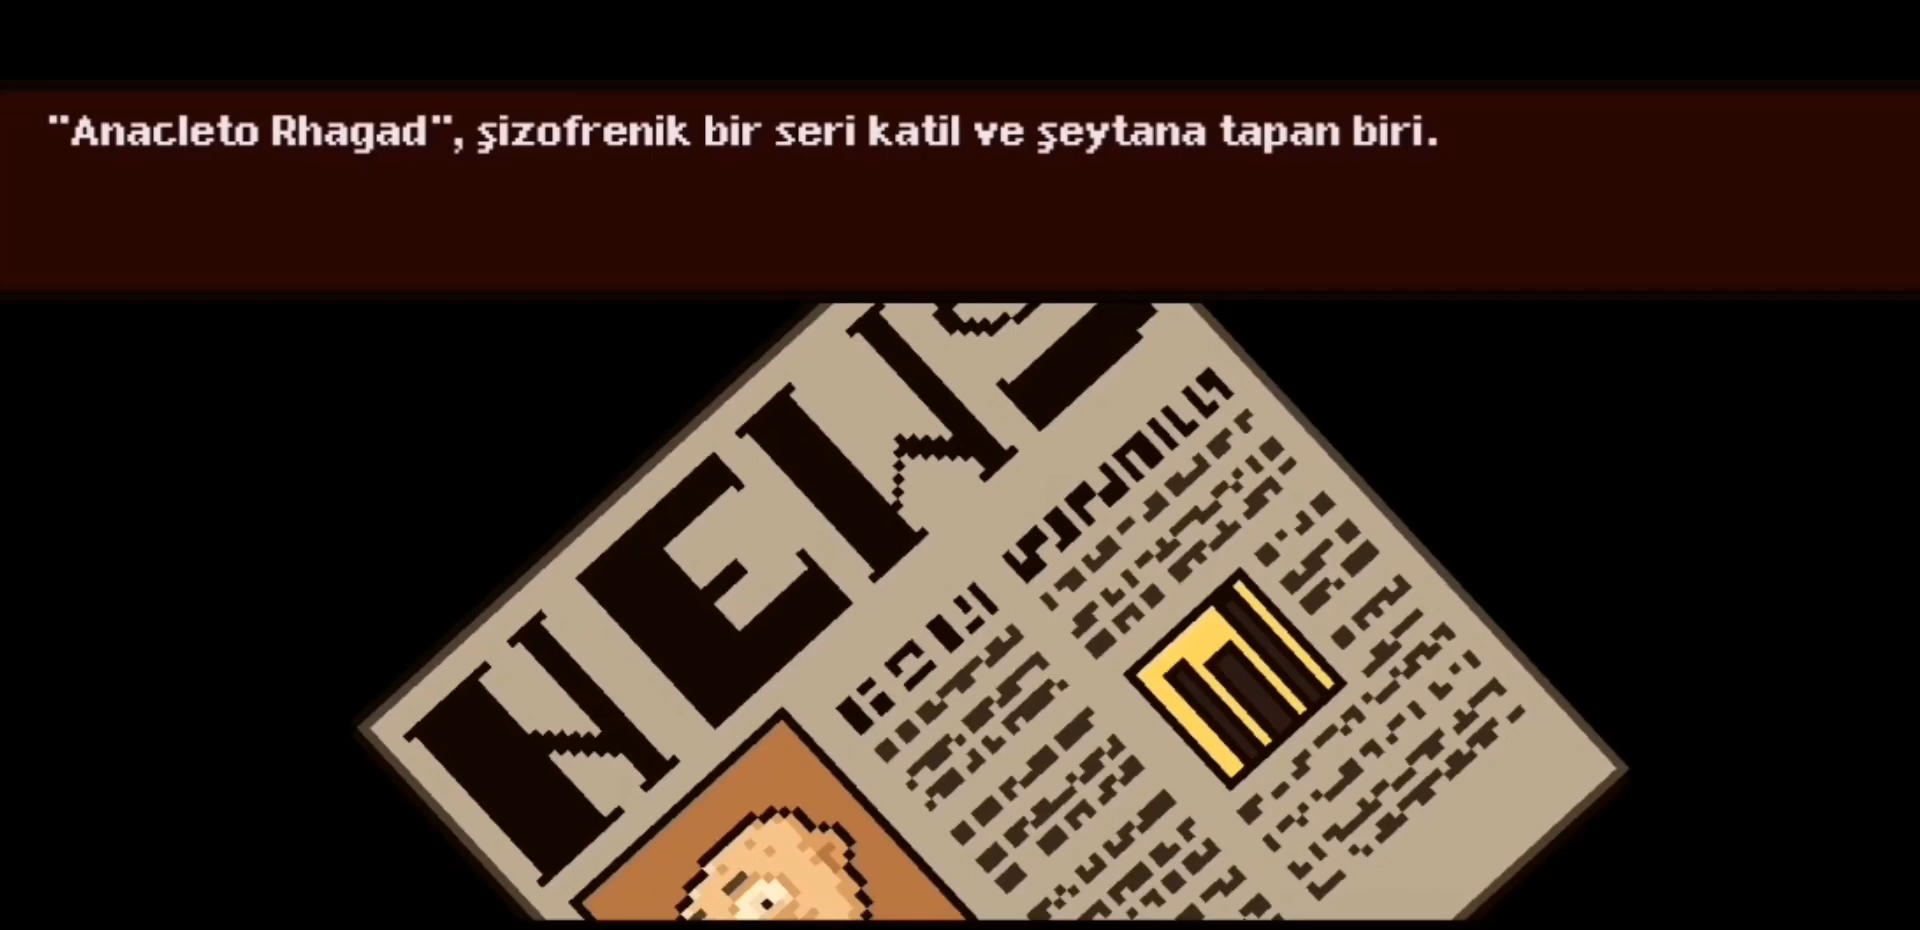 "Anacleto Rhagad", şizofrenik bir seri katil ve şeytana tapan biri.
NEWS